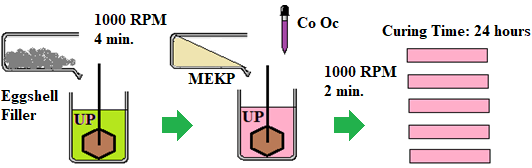 1000 RPM
4 min.
Eggshell
Filler
UP
MEKP
Co Oc
UP
1000 RPM
2 min.
Curing Time: 24 hours